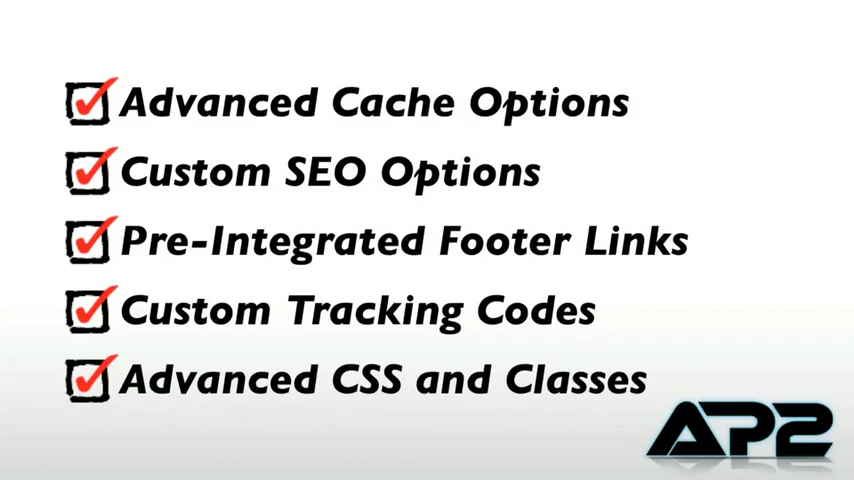 Advanced Cache Options
Custom SEO Options
Pre-Integrated Footer Links
Custom Tracking Codes
Advanced CSS and Classes
AP2